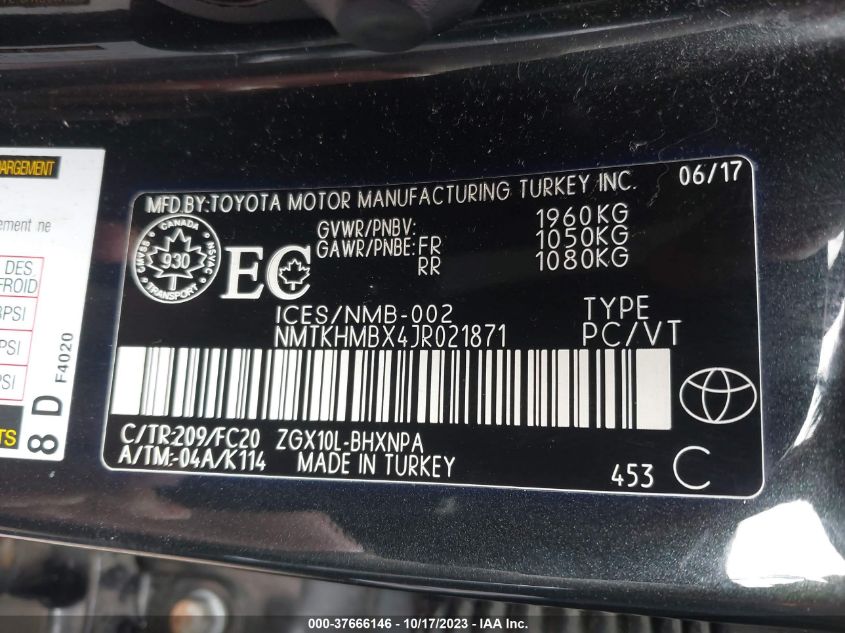 ARGEMENT
ement ne
DES
FROID
PSI
PSI
PSI
TS
8 D
F4020
MFD BY: TOYOTA MOTOR MANUFACTURING TURKEY INC. 06/17
GVWR/PNBV: 1960KG
GAWR/PNBE: FR 1050KG
RR 1080KG
CANADA
CMVSS 930 NSVAC
TRANSPORT
EC
ICES/NMB-002 TYPE
NMTKHMBX4JR021871 PC/VT
C/TR:209/FC20 ZGX10L-BHXNPA
A/TM:-04A/K114 MADE IN TURKEY
453 C
000-37666146 - 10/17/2023 - IAA Inc.